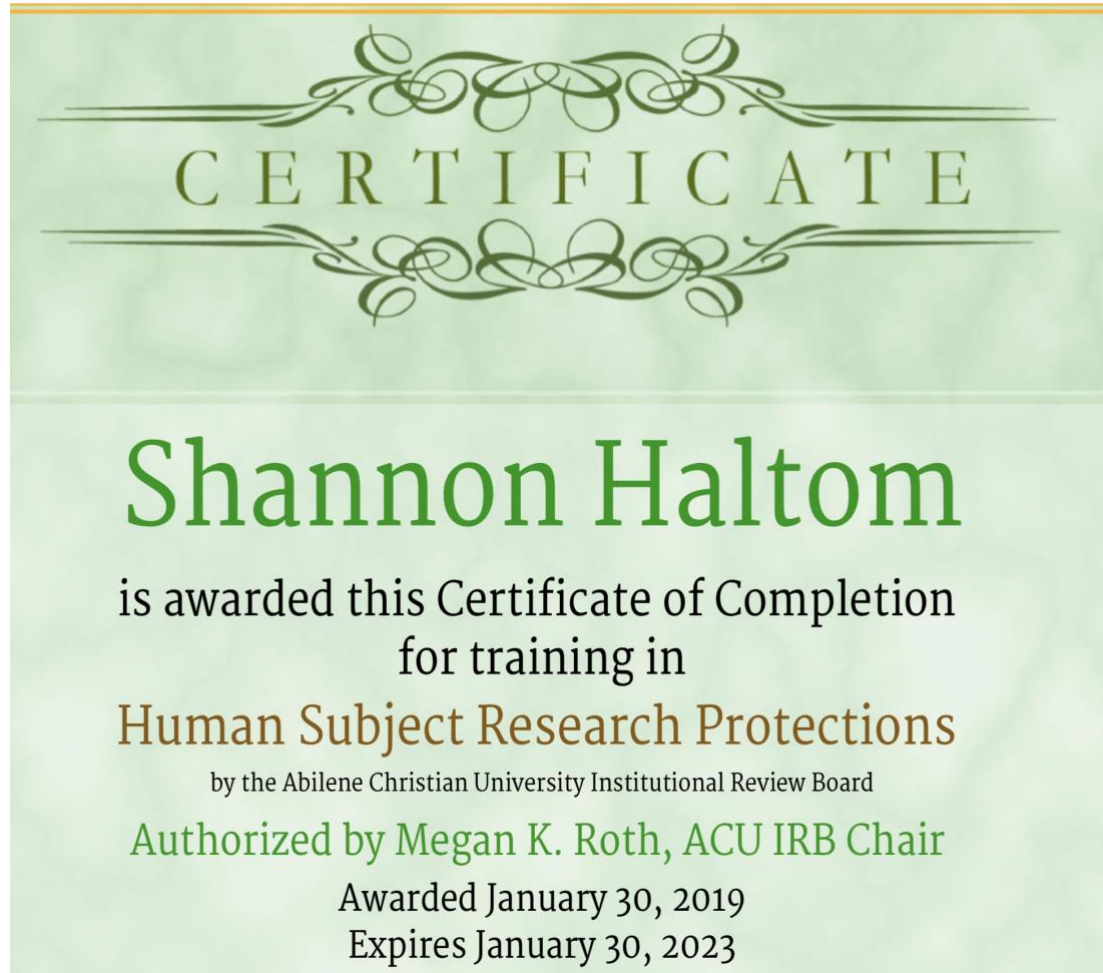 CERTIFICATE
Shannon Haltom
is awarded this Certificate of Completion
for training in
Human Subject Research Protections
by the Abilene Christian University Institutional Review Board
Authorized by Megan K. Roth, ACU IRB Chair
Awarded January 30, 2019
Expires January 30, 2023